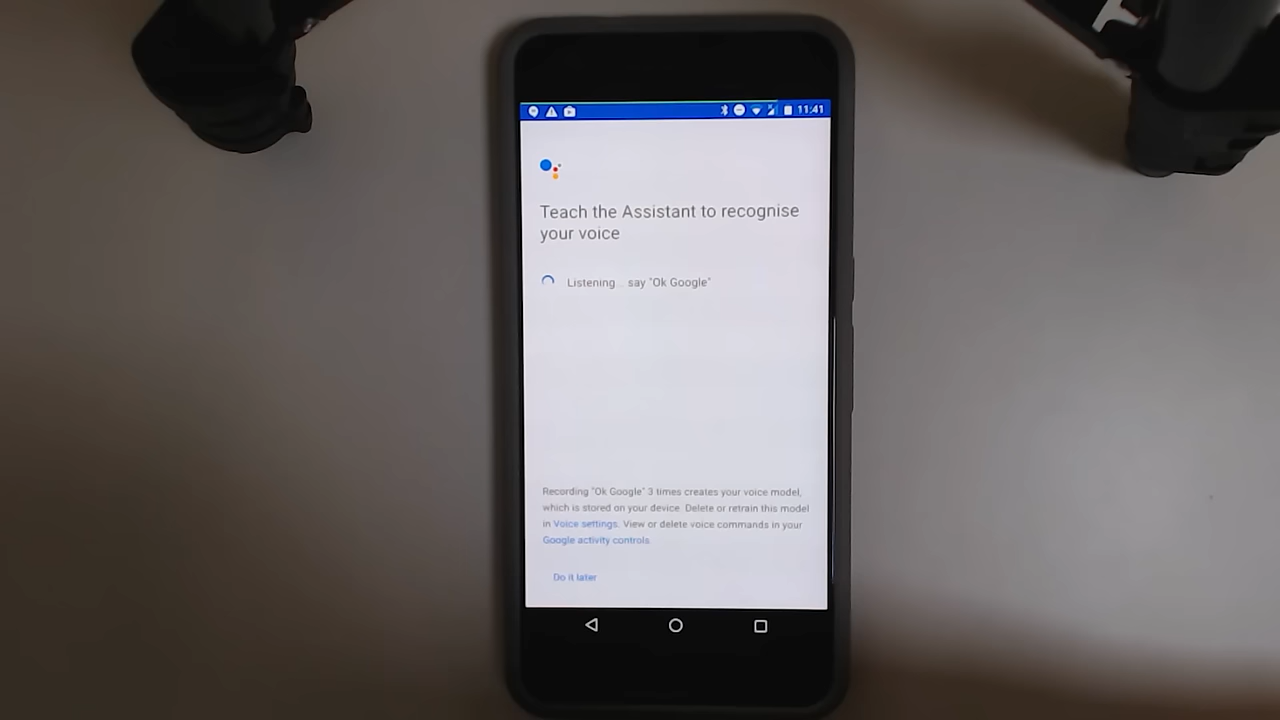 11:41
Teach the Assistant to recognise
your voice
Listening... say "Ok Google"
Recording "Ok Google" 3 times creates your voice model,
which is stored on your device. Delete or retrain this model
in Voice settings. View or delete voice commands in your
Google activity controls.
Do it later